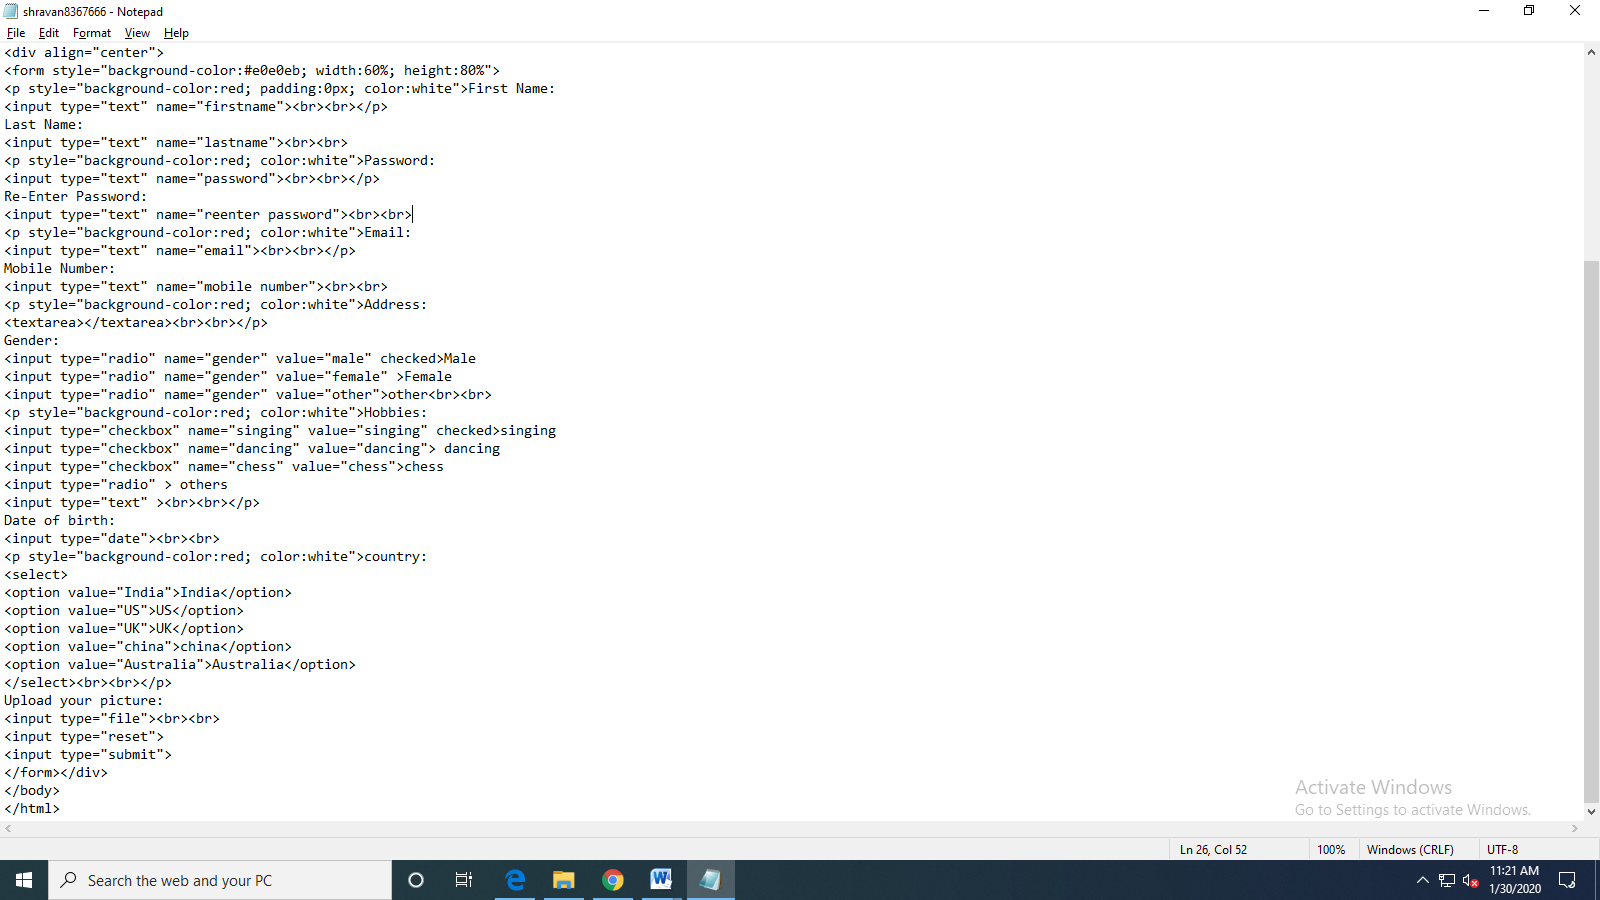 shravan8367666 - Notepad
File Edit Format View Help
<div align="center">
<form style="background-color:#e0e0eb; width:60%; height:80%">
<p style="background-color:red; padding:0px; color:white">First Name:
<input type="text" name="firstname"><br><br></p>
Last Name:
<input type="text" name="lastname"><br><br>
<p style="background-color:red; color:white">Password:
<input type="text" name="password"><br><br></p>
Re-Enter Password:
<input type="text" name="reenter password"><br><br>
<p style="background-color:red; color:white">Email:
<input type="text" name="email"><br><br></p>
Mobile Number:
<input type="text" name="mobile number"><br><br>
<p style="background-color:red; color:white">Address:
<textarea></textarea><br><br></p>
Gender:
<input type="radio" name="gender" value="male" checked>Male
<input type="radio" name="gender" value="female" >Female
<input type="radio" name="gender" value="other">other<br><br>
<p style="background-color:red; color:white">Hobbies:
<input type="checkbox" name="singing" value="singing" checked>singing
<input type="checkbox" name="dancing" value="dancing"> dancing
<input type="checkbox" name="chess" value="chess">chess
<input type="radio" > others
<input type="text" ><br><br></p>
Date of birth:
<input type="date"><br><br>
<p style="background-color:red; color:white">country:
<select>
<option value="India">India</option>
<option value="US">US</option>
<option value="UK">UK</option>
<option value="china">china</option>
<option value="Australia">Australia</option>
</select><br><br></p>
Upload your picture:
<input type="file"><br><br>
<input type="reset">
<input type="submit">
</form></div>
</body>
</html>
Activate Windows
Go to Settings to activate Windows.
Ln 26, Col 52 100% Windows (CRLF) UTF-8
Search the web and your PC
11:21 AM
1/30/2020